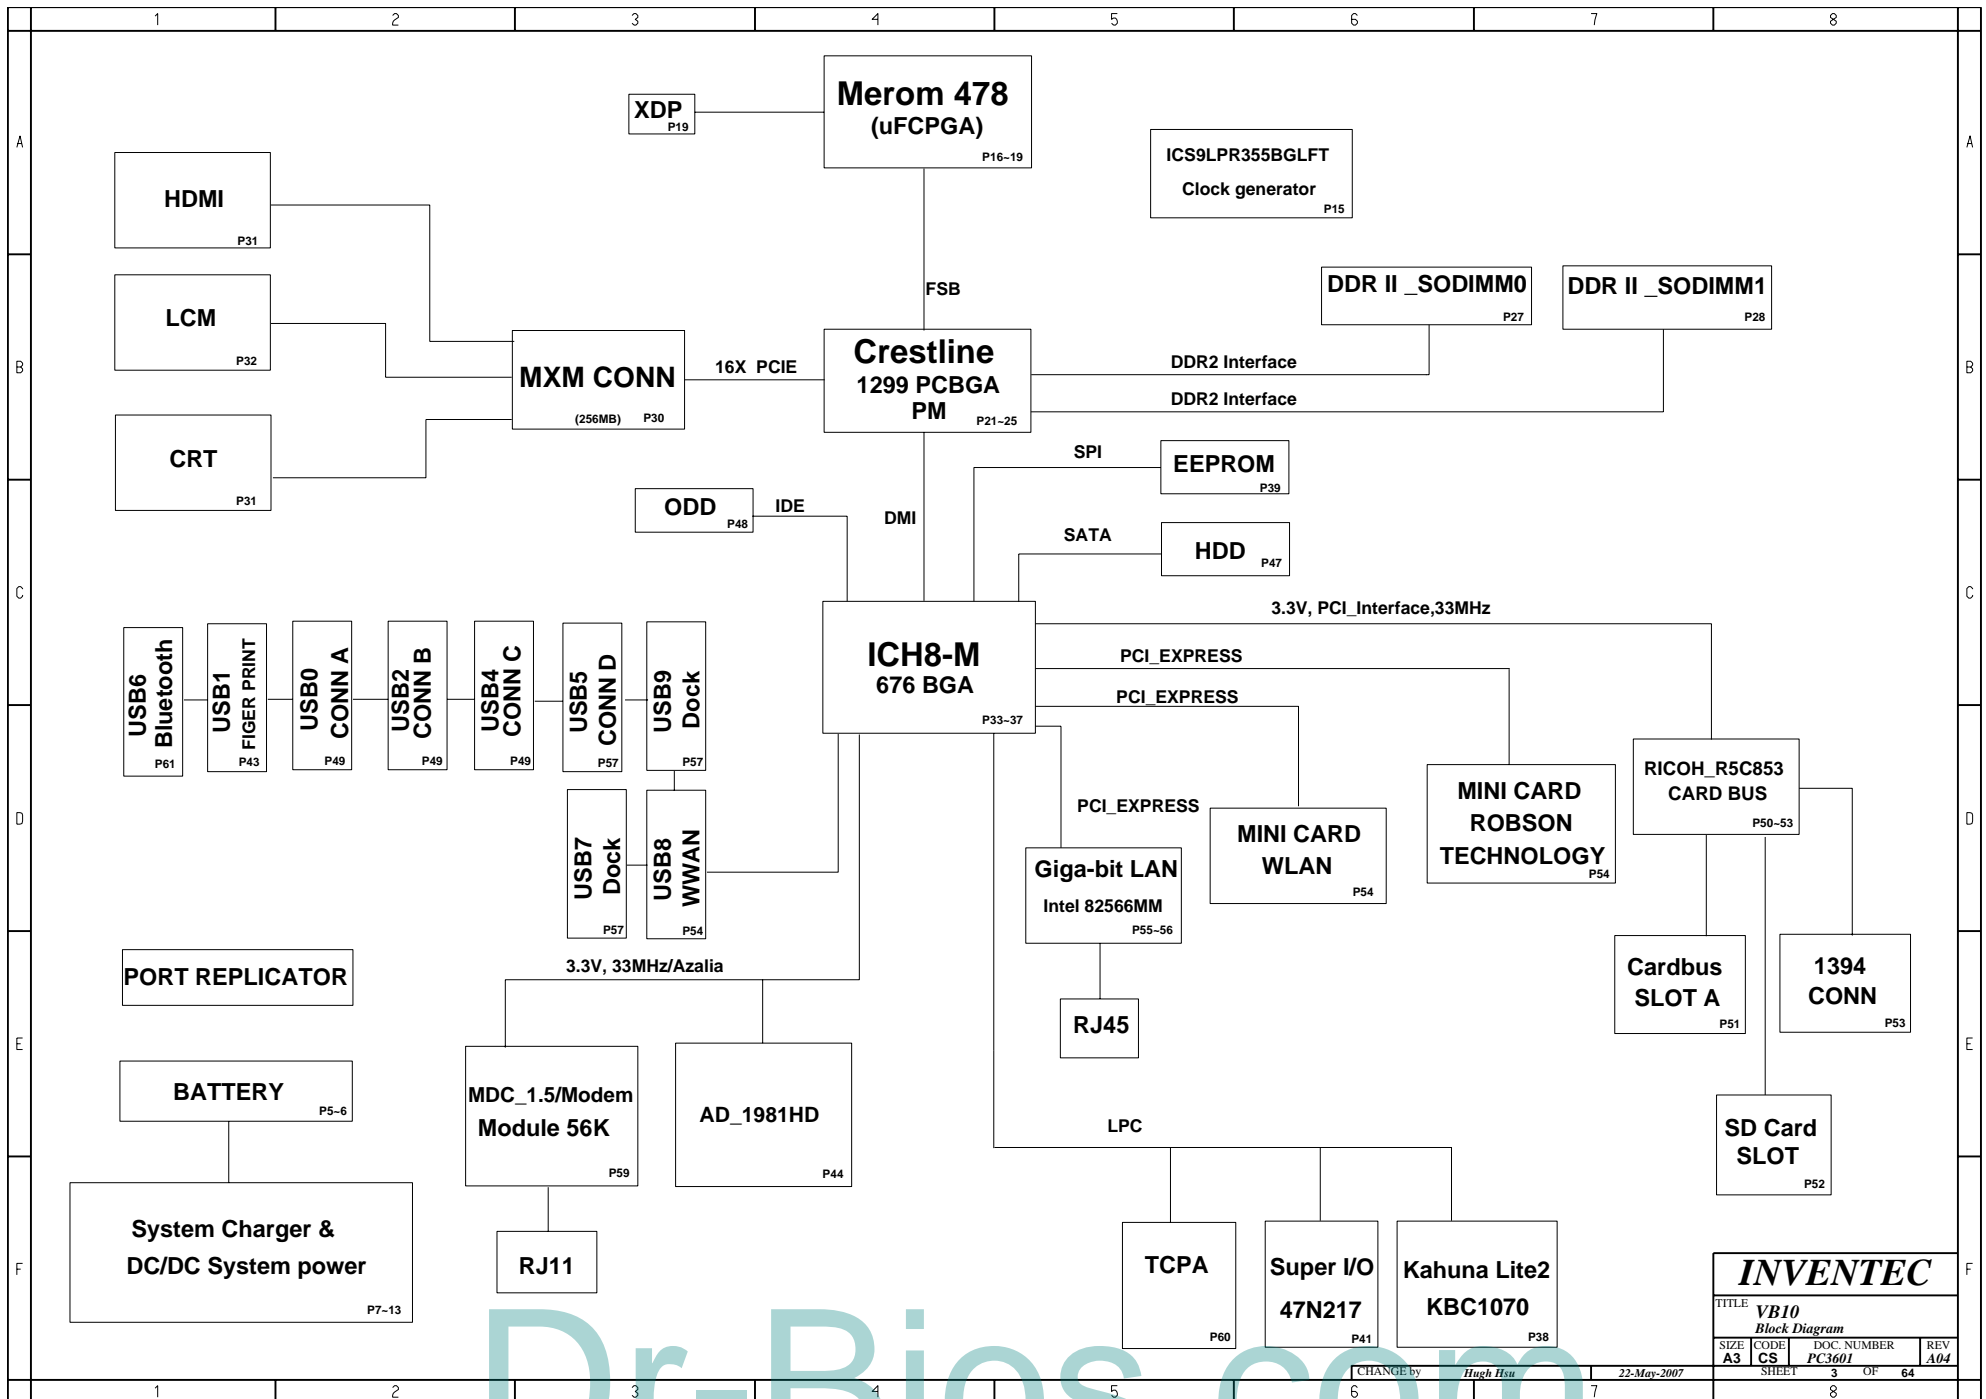 1 2 3 4 5 6 7 8
A
B
C
D
E
F
A
B
C
D
E
F
Merom 478
(uFCPGA)
P16~19
XDP
P19
ICS9LPR355BGLFT
Clock generator
P15
HDMI
P31
LCM
P32
CRT
P31
FSB
DDR II _SODIMM0
P27
DDR II _SODIMM1
P28
MXM CONN
(256MB) P30
16X PCIE
Crestline
1299 PCBGA
PM
P21~25
DDR2 Interface
DDR2 Interface
SPI
EEPROM
P39
ODD
P48
IDE
DMI
SATA
HDD
P47
3.3V, PCI_Interface,33MHz
ICH8-M
676 BGA
P33~37
PCI_EXPRESS
PCI_EXPRESS
PCI_EXPRESS
USB6
Bluetooth
P61
USB1
FIGER PRINT
P43
USB0
CONN A
P49
USB2
CONN B
P49
USB4
CONN C
P49
USB5
CONN D
P57
USB9
Dock
P57
USB7
Dock
P57
USB8
WWAN
P54
Giga-bit LAN
Intel 82566MM
P55~56
RJ45
MINI CARD
WLAN
P54
MINI CARD
ROBSON
TECHNOLOGY
P54
RICOH_R5C853
CARD BUS
P50~53
Cardbus
SLOT A
P51
1394
CONN
P53
SD Card
SLOT
P52
PORT REPLICATOR
BATTERY
P5~6
System Charger &
DC/DC System power
P7~13
3.3V, 33MHz/Azalia
MDC_1.5/Modem
Module 56K
P59
RJ11
AD_1981HD
P44
LPC
TCPA
P60
Super I/O
47N217
P41
Kahuna Lite2
KBC1070
P38
Dr-Bios.com
INVENTEC
TITLE
VB10
Block Diagram
SIZE CODE DOC. NUMBER REV
A3 CS PC3601 A04
CHANGE by Hugh Hsu 22-May-2007 SHEET 3 OF 64
1 2 3 4 5 6 7 8